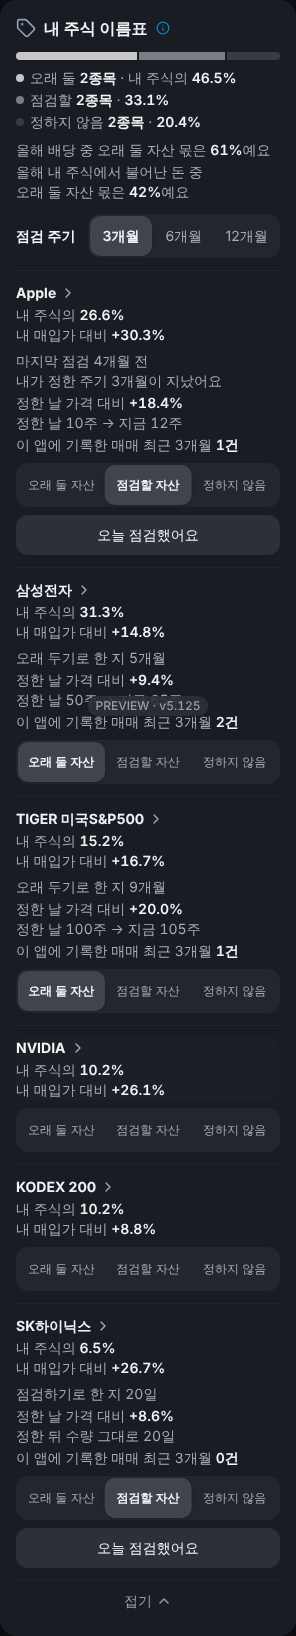 내 주식 이름표
오래 둘 2종목 · 내 주식의 46.5%
점검할 2종목 · 33.1%
정하지 않음 2종목 · 20.4%
올해 배당 중 오래 둘 자산 몫은 61%예요
올해 내 주식에서 불어난 돈 중
오래 둘 자산 몫은 42%예요
점검 주기 3개월 6개월 12개월
Apple
내 주식의 26.6%
내 매입가 대비 +30.3%
마지막 점검 4개월 전
내가 정한 주기 3개월이 지났어요
정한 날 가격 대비 +18.4%
정한 날 10주 → 지금 12주
이 앱에 기록한 매매 최근 3개월 1건
오래 둘 자산 점검할 자산 정하지 않음
오늘 점검했어요
삼성전자
내 주식의 31.3%
내 매입가 대비 +14.8%
오래 두기로 한 지 5개월
정한 날 가격 대비 +9.4%
정한 날
PREVIEW · v5.125
이 앱에 기록한 매매 최근 3개월 2건
오래 둘 자산 점검할 자산 정하지 않음
TIGER 미국S&P500
내 주식의 15.2%
내 매입가 대비 +16.7%
오래 두기로 한 지 9개월
정한 날 가격 대비 +20.0%
정한 날 100주 → 지금 105주
이 앱에 기록한 매매 최근 3개월 1건
오래 둘 자산 점검할 자산 정하지 않음
NVIDIA
내 주식의 10.2%
내 매입가 대비 +26.1%
오래 둘 자산 점검할 자산 정하지 않음
KODEX 200
내 주식의 10.2%
내 매입가 대비 +8.8%
오래 둘 자산 점검할 자산 정하지 않음
SK하이닉스
내 주식의 6.5%
내 매입가 대비 +26.7%
점검하기로 한 지 20일
정한 날 가격 대비 +8.6%
정한 뒤 수량 그대로 20일
이 앱에 기록한 매매 최근 3개월 0건
오래 둘 자산 점검할 자산 정하지 않음
오늘 점검했어요
접기